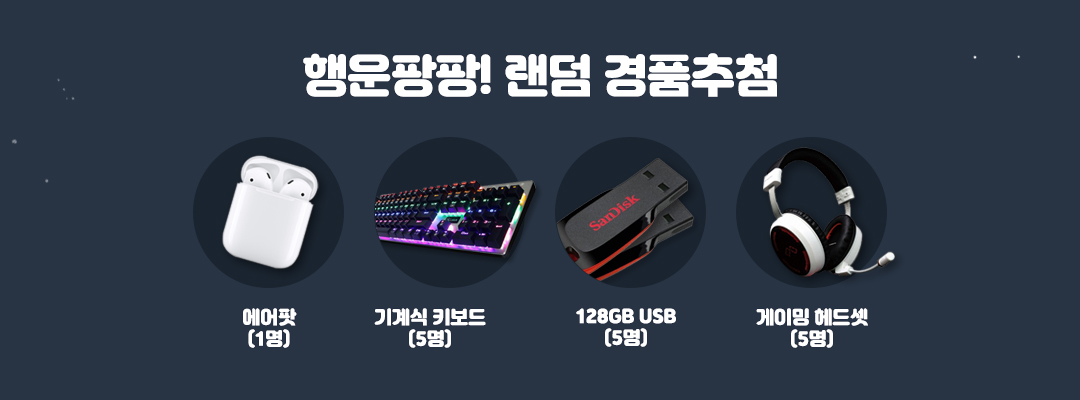 행운팡팡! 랜덤 경품추첨
SanDisk
에어팟
(1명)
기계식 키보드
(5명)
128GB USB
(5명)
게이밍 헤드셋
(5명)